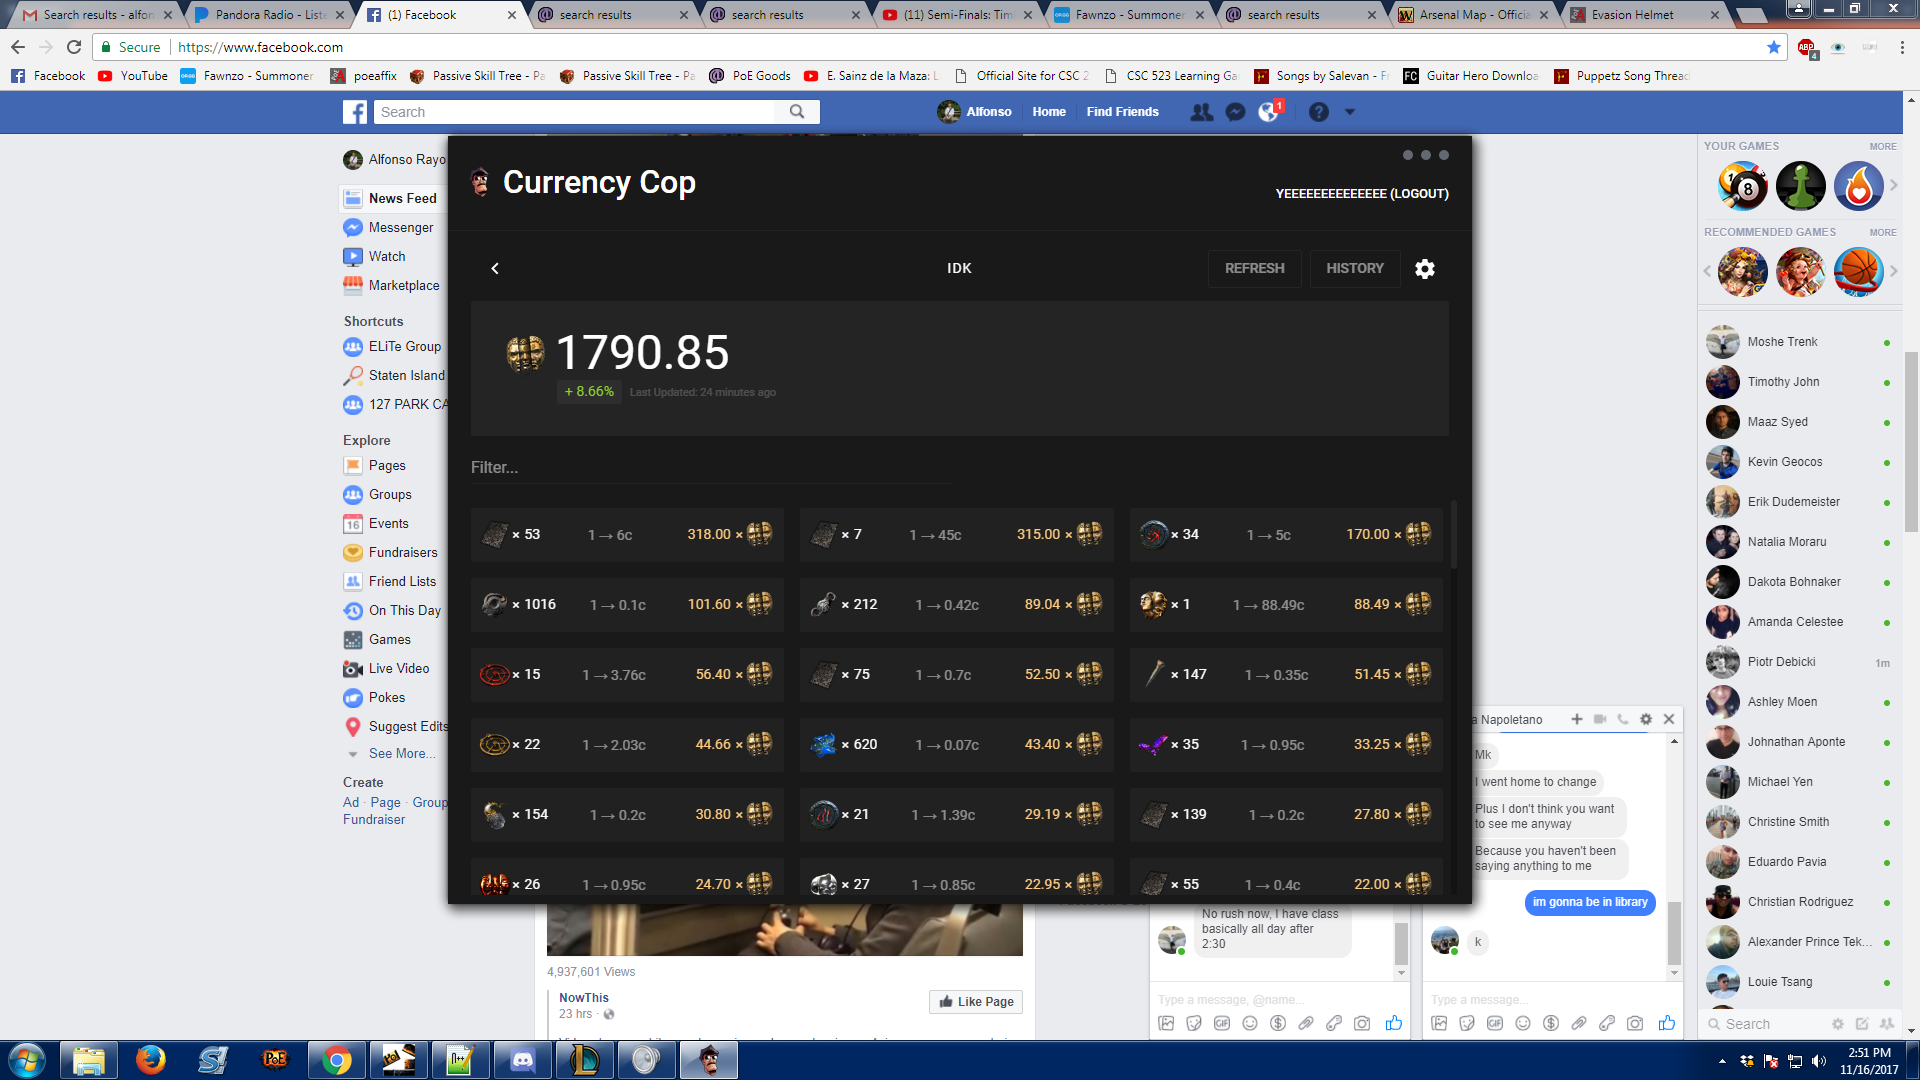 Search results - alfon
Pandora Radio - List
(1) Facebook
search results
search results
(11) Semi-Finals: Tim
Fawnzo - Summoner
search results
Arsenal Map - Officia
Evasion Helmet
Secure
https://www.facebook.com
Facebook
YouTube
Fawnzo - Summoner
poeaffix
Passive Skill Tree - Pa
Passive Skill Tree - Pa
PoE Goods
E. Sainz de la Maza: L
Official Site for CSC 2
CSC 523 Learning Ga
Songs by Salevan - Fr
Guitar Hero Downloa
Puppetz Song Thread
Search
Alfonso
Home
Find Friends
1
Alfonso Rayo
News Feed
Messenger
Watch
Marketplace
Shortcuts
ELiTe Group
Staten Island
127 PARK CA
Explore
Pages
Groups
Events
Fundraisers
Friend Lists
On This Day
Games
Live Video
Pokes
Suggest Edits
See More...
Create
Ad · Page · Group
Fundraiser
Currency Cop
YEEEEEEEEEEEEEE (LOGOUT)
IDK
REFRESH
HISTORY
1790.85
+ 8.66%
Last Updated: 24 minutes ago
Filter...
× 53 1→6c 318.00 ×
× 7 1→45c 315.00 ×
× 34 1→5c 170.00 ×
× 1016 1→0.1c 101.60 ×
× 212 1→0.42c 89.04 ×
× 1 1→88.49c 88.49 ×
× 15 1→3.76c 56.40 ×
× 75 1→0.7c 52.50 ×
× 147 1→0.35c 51.45 ×
× 22 1→2.03c 44.66 ×
× 620 1→0.07c 43.40 ×
× 35 1→0.95c 33.25 ×
× 154 1→0.2c 30.80 ×
× 21 1→1.39c 29.19 ×
× 139 1→0.2c 27.80 ×
× 26 1→0.95c 24.70 ×
× 27 1→0.85c 22.95 ×
× 55 1→0.4c 22.00 ×
4,937,601 Views
NowThis
23 hrs ·
Like Page
No rush now, I have class
basically all day after
2:30
Type a message, @name...
a Napoletano
Mk
I went home to change
Plus I don't think you want
to see me anyway
Because you haven't been
saying anything to me
im gonna be in library
k
Type a message...
YOUR GAMES
MORE
RECOMMENDED GAMES
MORE
Moshe Trenk
Timothy John
Maaz Syed
Kevin Geocos
Erik Dudemeister
Natalia Moraru
Dakota Bohnaker
Amanda Celestee
Piotr Debicki
1m
Ashley Moen
Johnathan Aponte
Michael Yen
Christine Smith
Eduardo Pavia
Christian Rodriguez
Alexander Prince Tek...
Louie Tsang
Search
2:51 PM
11/16/2017